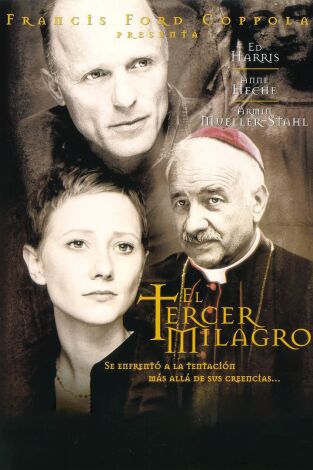 FRANCIS FORD COPPOLA
PRESENTA
ED
HARRIS
ANNE
HECHE
ARMIN
MUELLER-STAHL
EL
TERCER
MILAGRO
SE ENFRENTÓ A LA TENTACIÓN
MÁS ALLÁ DE SUS CREENCIAS...